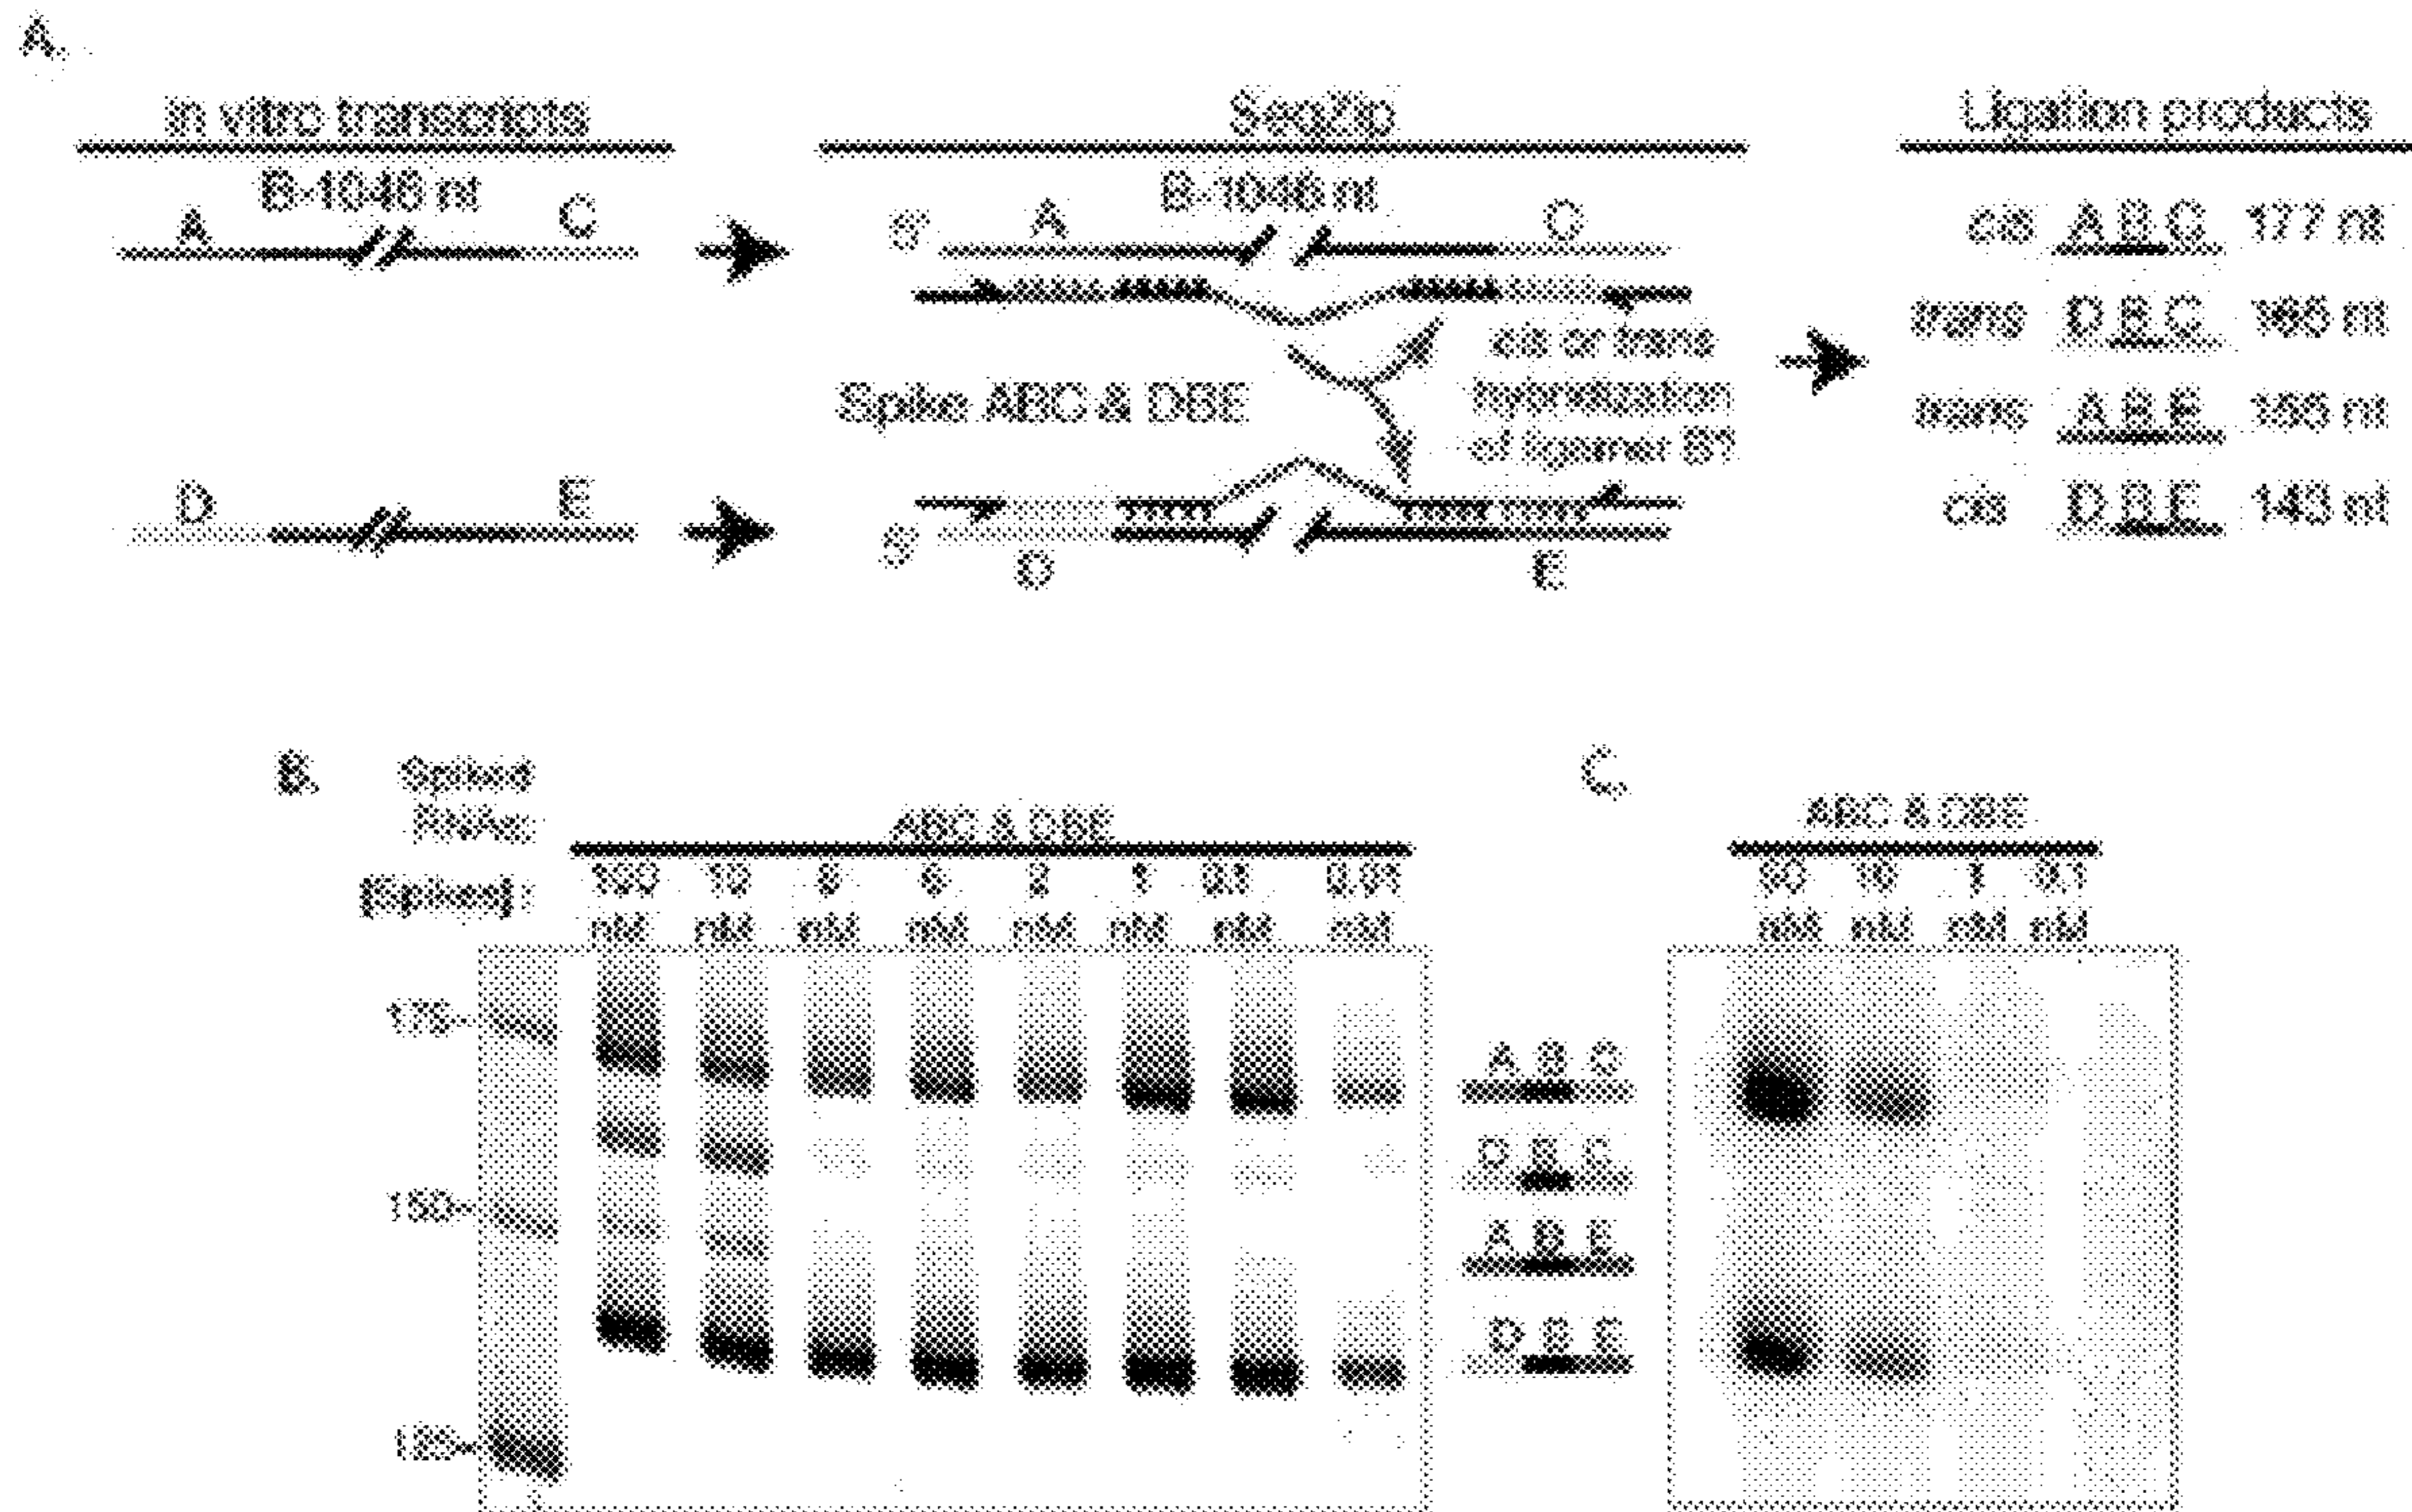 A.
in vitro transcripts
SeqZip
Ligation products
B-1046 nt
A
C
B-1046 nt
5'
A
C
cis A B C 177 nt
trans D B C 166 nt
cis or trans
hybridization
of ligamer B?
Spike ABC & DBE
trans A B E 155 nt
cis D B E 143 nt
D
E
5'
D
E
B.
Spiked
RNAs:
ABC & DBE
[Spikes]:
100 10 8 6 2 1 0.1 0.01
nM nM nM nM nM nM nM nM
175-
150-
125-
A B C
D B C
A B E
D B E
C.
ABC & DBE
10 1 0.1
nM nM nM nM